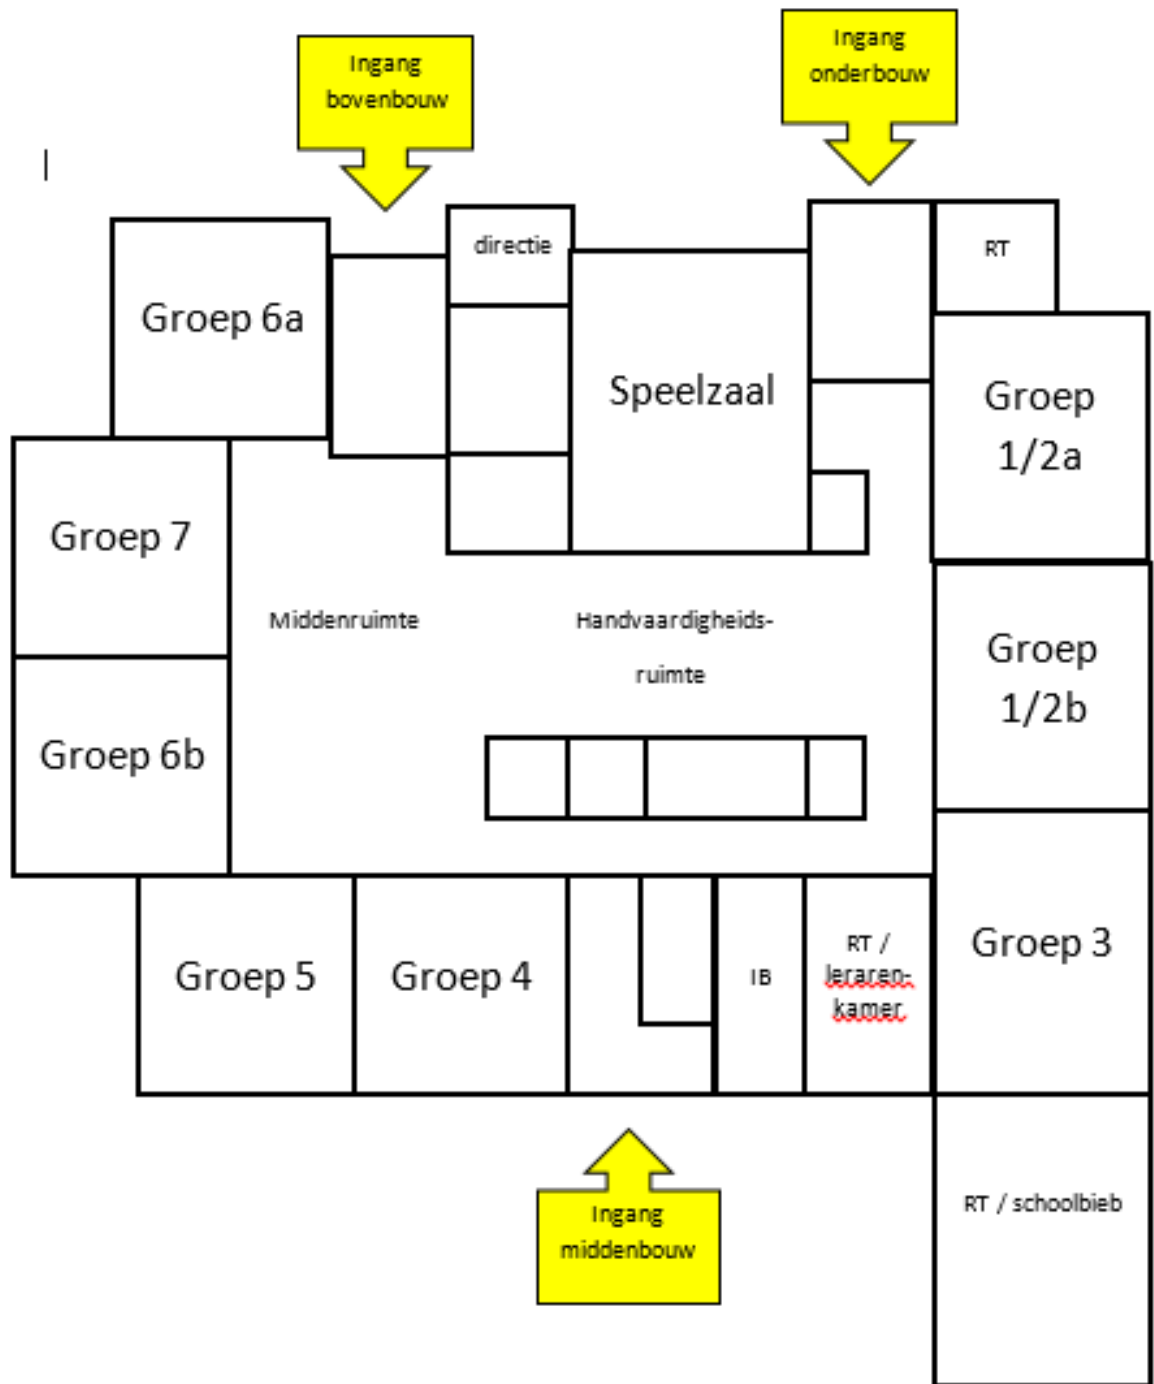 Ingang
bovenbouw
Ingang
onderbouw
directie
RT
Groep 6a
Speelzaal
Groep
1/2a
Groep 7
Middenruimte
Handvaardigheids-
ruimte
Groep
1/2b
Groep 6b
Groep 5
Groep 4
IB
RT /
leraren-
kamer
Groep 3
RT / schoolbieb
Ingang
middenbouw